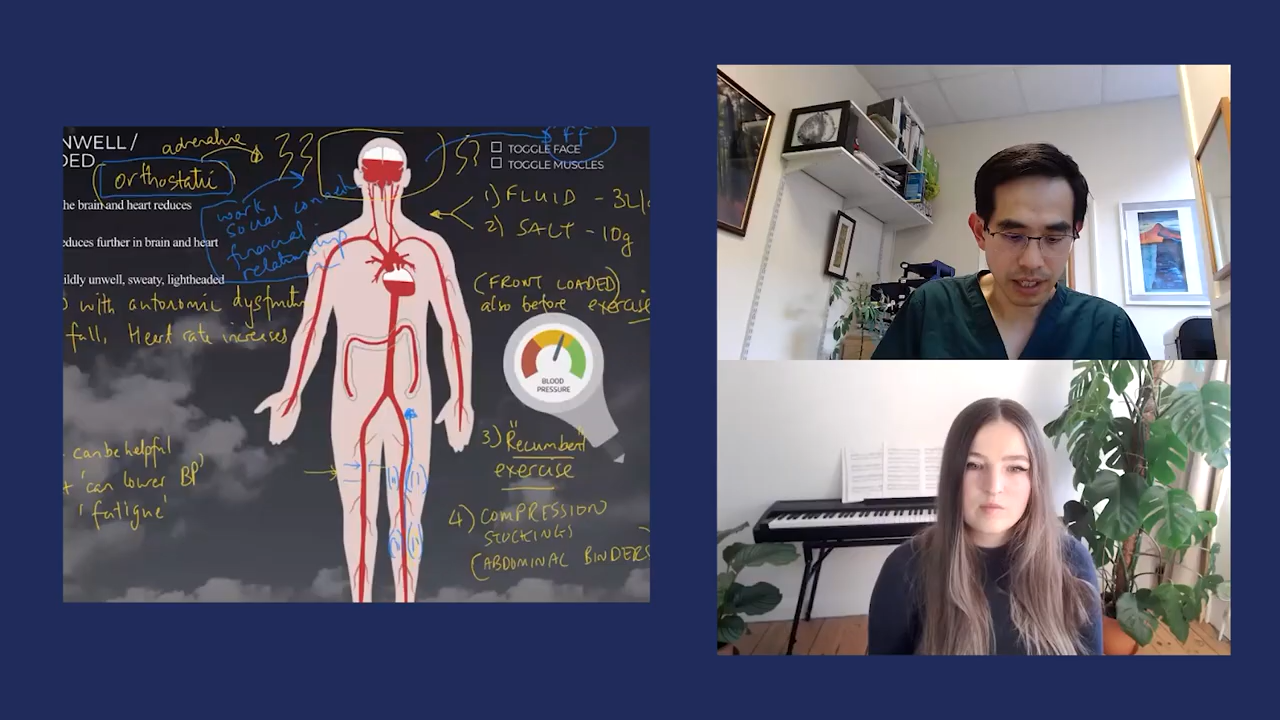 NWELL /
DED
adrenaline
orthostatic
he brain and heart reduces
educes further in brain and heart
ildly unwell, sweaty, lightheaded
with autonomic
fall, Heart rate increases
can be helpful
'can lower BP'
'fatigue'
work
social
financial
relationship
FF
TOGGLE FACE
TOGGLE MUSCLES
1) FLUID - 3L/
2) SALT - 10g
(FRONT LOADED)
also before exercise
BLOOD
PRESSURE
3) "Recumbent"
exercise
4) COMPRESSION
STOCKINGS
(ABDOMINAL BINDERS